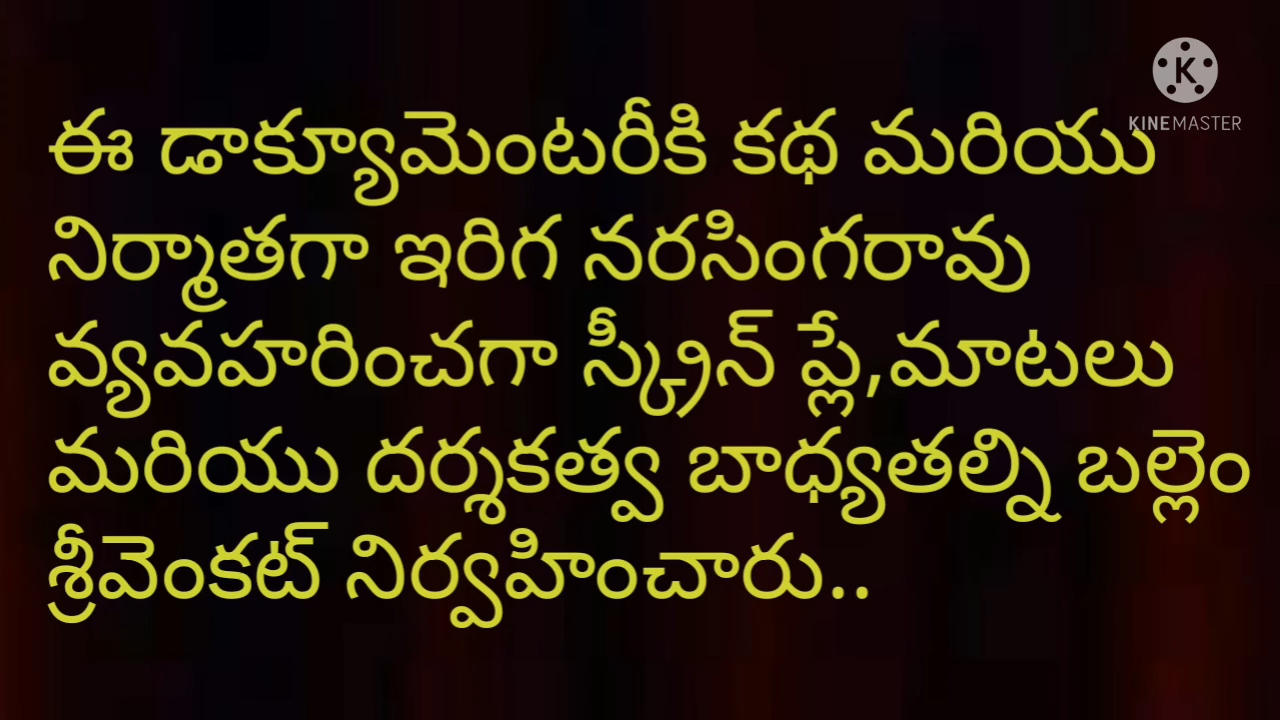 KINEMASTER
ఈ డాక్యూమెంటరీకి కథ మరియు
నిర్మాతగా ఇరిగ నరసింగరావు
వ్యవహరించగా స్క్రీన్ ప్లే,మాటలు
మరియు దర్శకత్వ బాధ్యతల్ని బల్లెం
శ్రీవెంకట్ నిర్వహించారు..